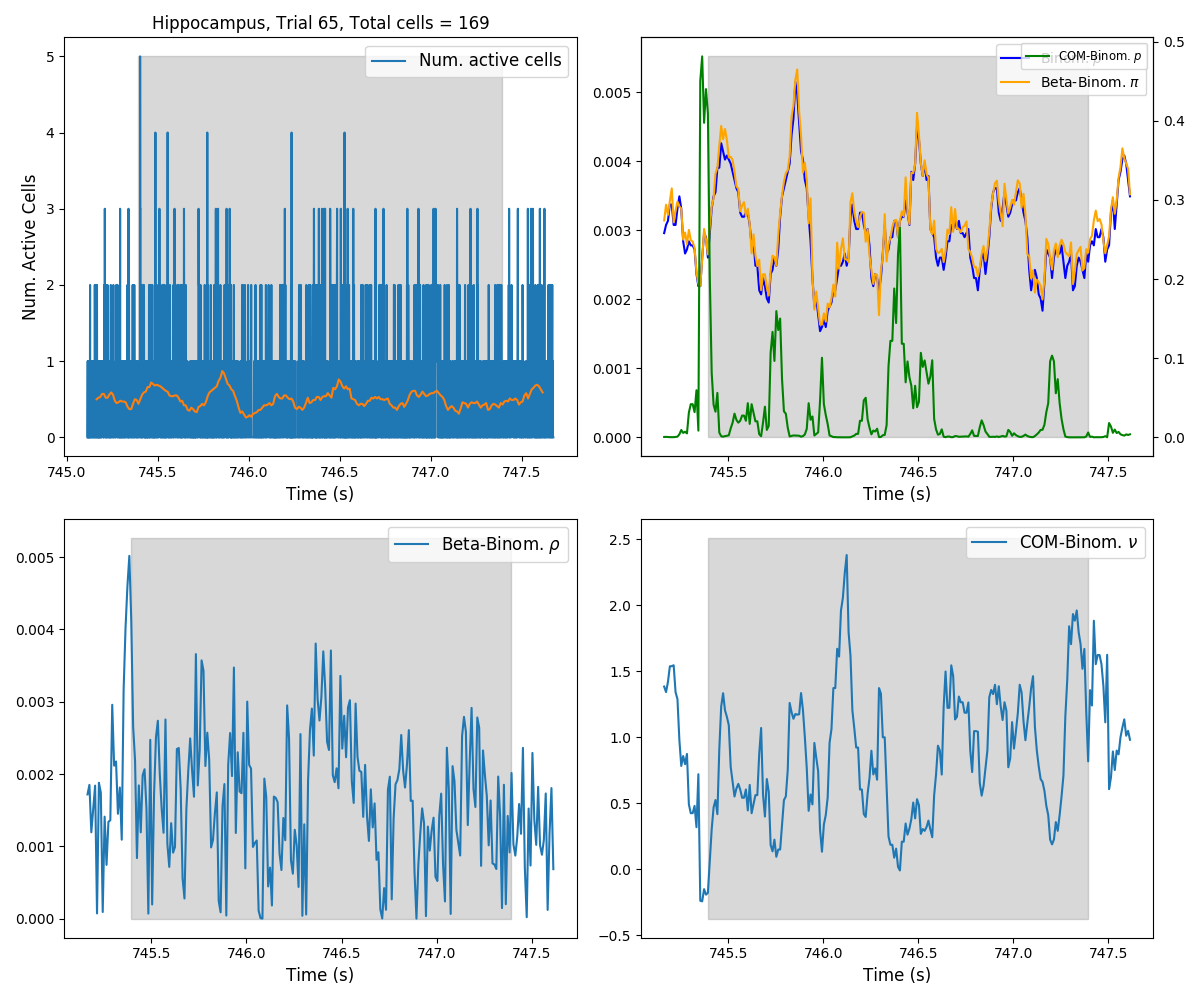 Hippocampus, Trial 65, Total cells = 169
Num. active cells
Num. Active Cells
5
4
3
2
1
0
745.0 745.5 746.0 746.5 747.0 747.5
Time (s)
COM-Binom. p
Beta-Binom. π
0.005
0.004
0.003
0.002
0.001
0.000
0.5
0.4
0.3
0.2
0.1
0.0
745.5 746.0 746.5 747.0 747.5
Time (s)
Beta-Binom. ρ
0.005
0.004
0.003
0.002
0.001
0.000
745.5 746.0 746.5 747.0 747.5
Time (s)
COM-Binom. ν
2.5
2.0
1.5
1.0
0.5
0.0
−0.5
745.5 746.0 746.5 747.0 747.5
Time (s)